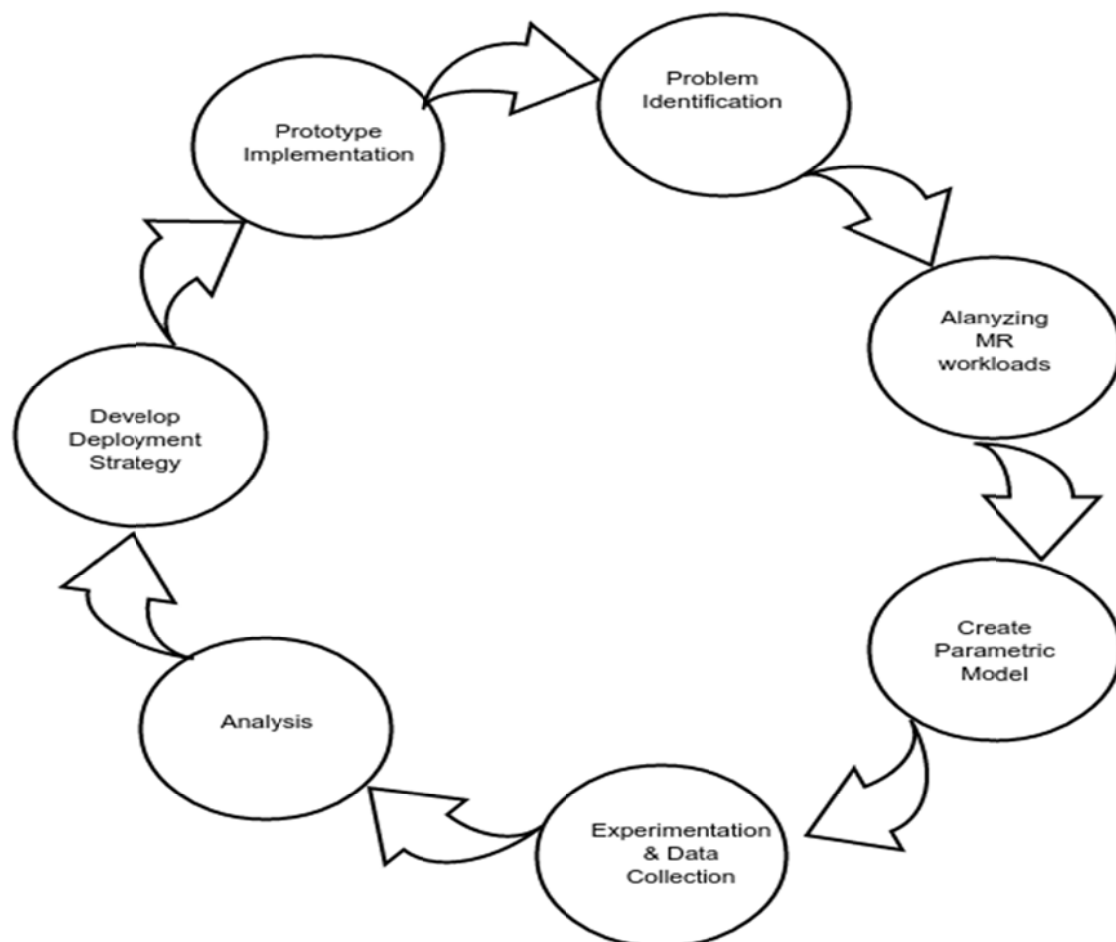 Problem
Identification
Alanyzing
MR
workloads
Create
Parametric
Model
Experimentation
& Data
Collection
Analysis
Develop
Deployment
Strategy
Prototype
Implementation